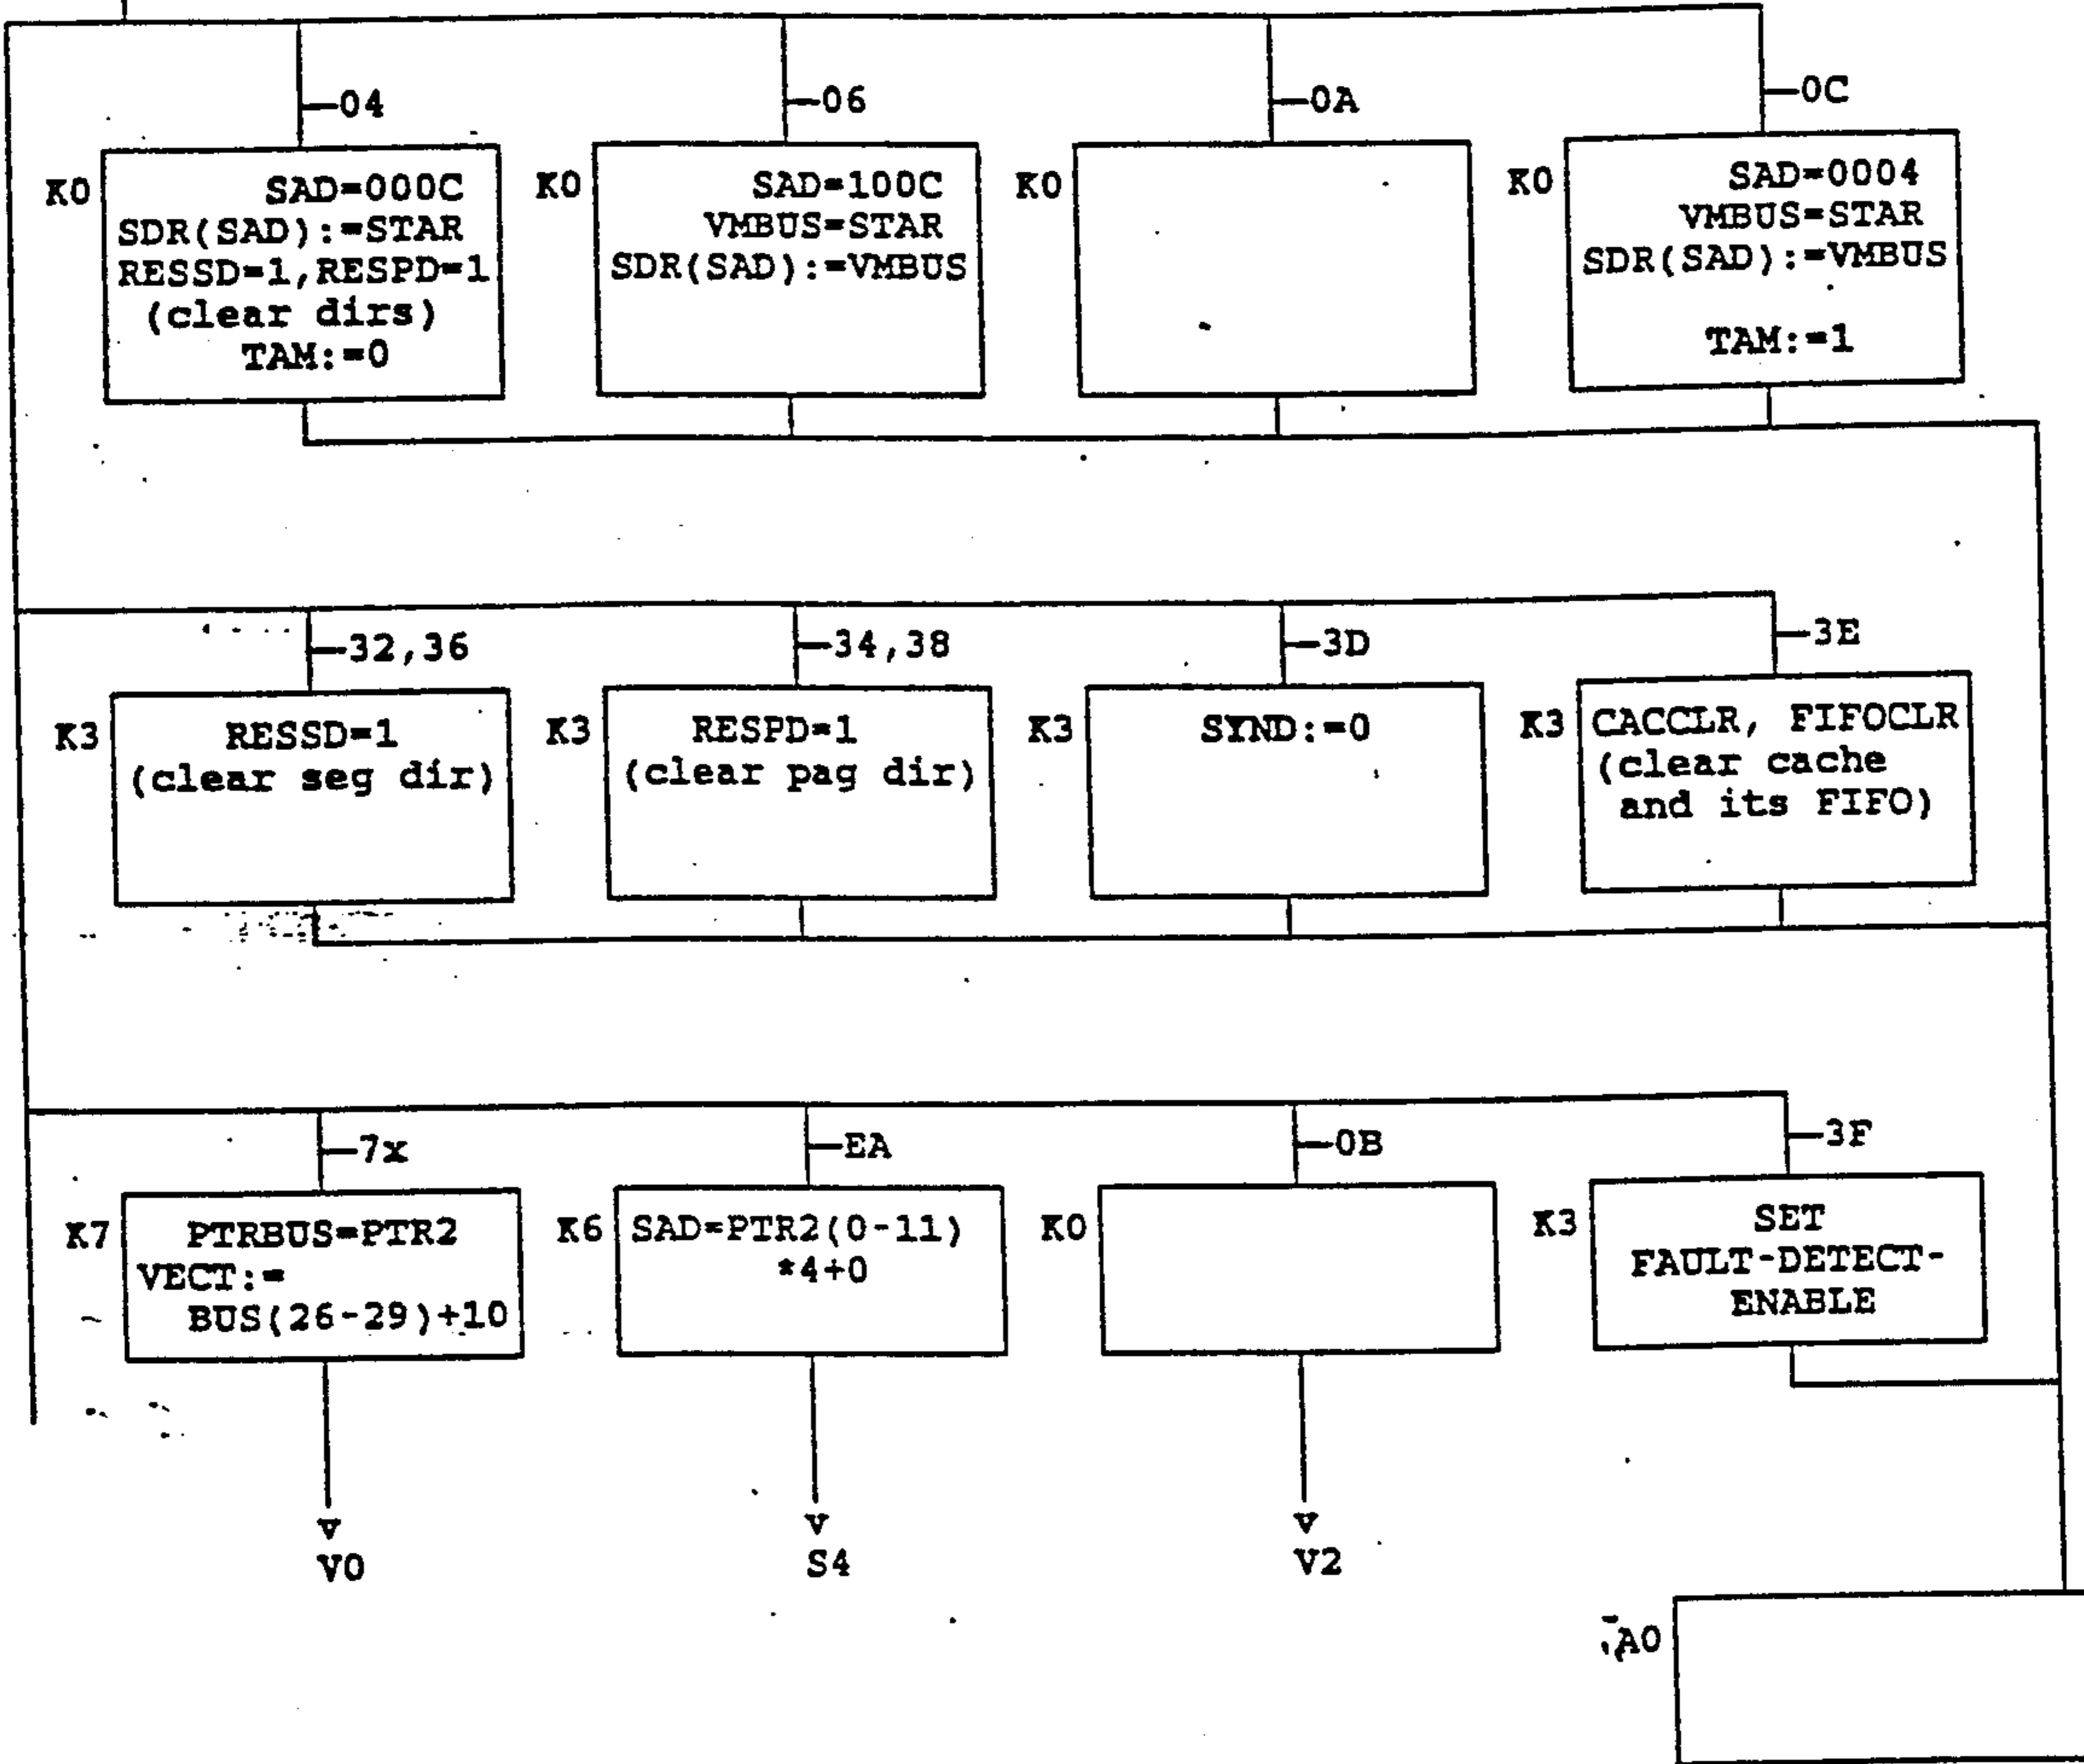 04
K0
SAD=000C
SDR(SAD):=STAR
RESSD=1,RESPD=1
(clear dirs)
TAM:=0
06
K0
SAD=100C
VMBUS=STAR
SDR(SAD):=VMBUS
0A
K0
0C
K0
SAD=0004
VMBUS=STAR
SDR(SAD):=VMBUS
TAM:=1
32,36
K3
RESSD=1
(clear seg dir)
34,38
K3
RESPD=1
(clear pag dir)
3D
K3
SYND:=0
3E
K3
CACCLR, FIFOCLR
(clear cache
and its FIFO)
7x
K7
PTRBUS=PTR2
VECT:=
BUS(26-29)+10
v
V0
EA
K6
SAD=PTR2(0-11)
*4+0
v
S4
0B
K0
v
V2
3F
K3
SET
FAULT-DETECT-
ENABLE
A0